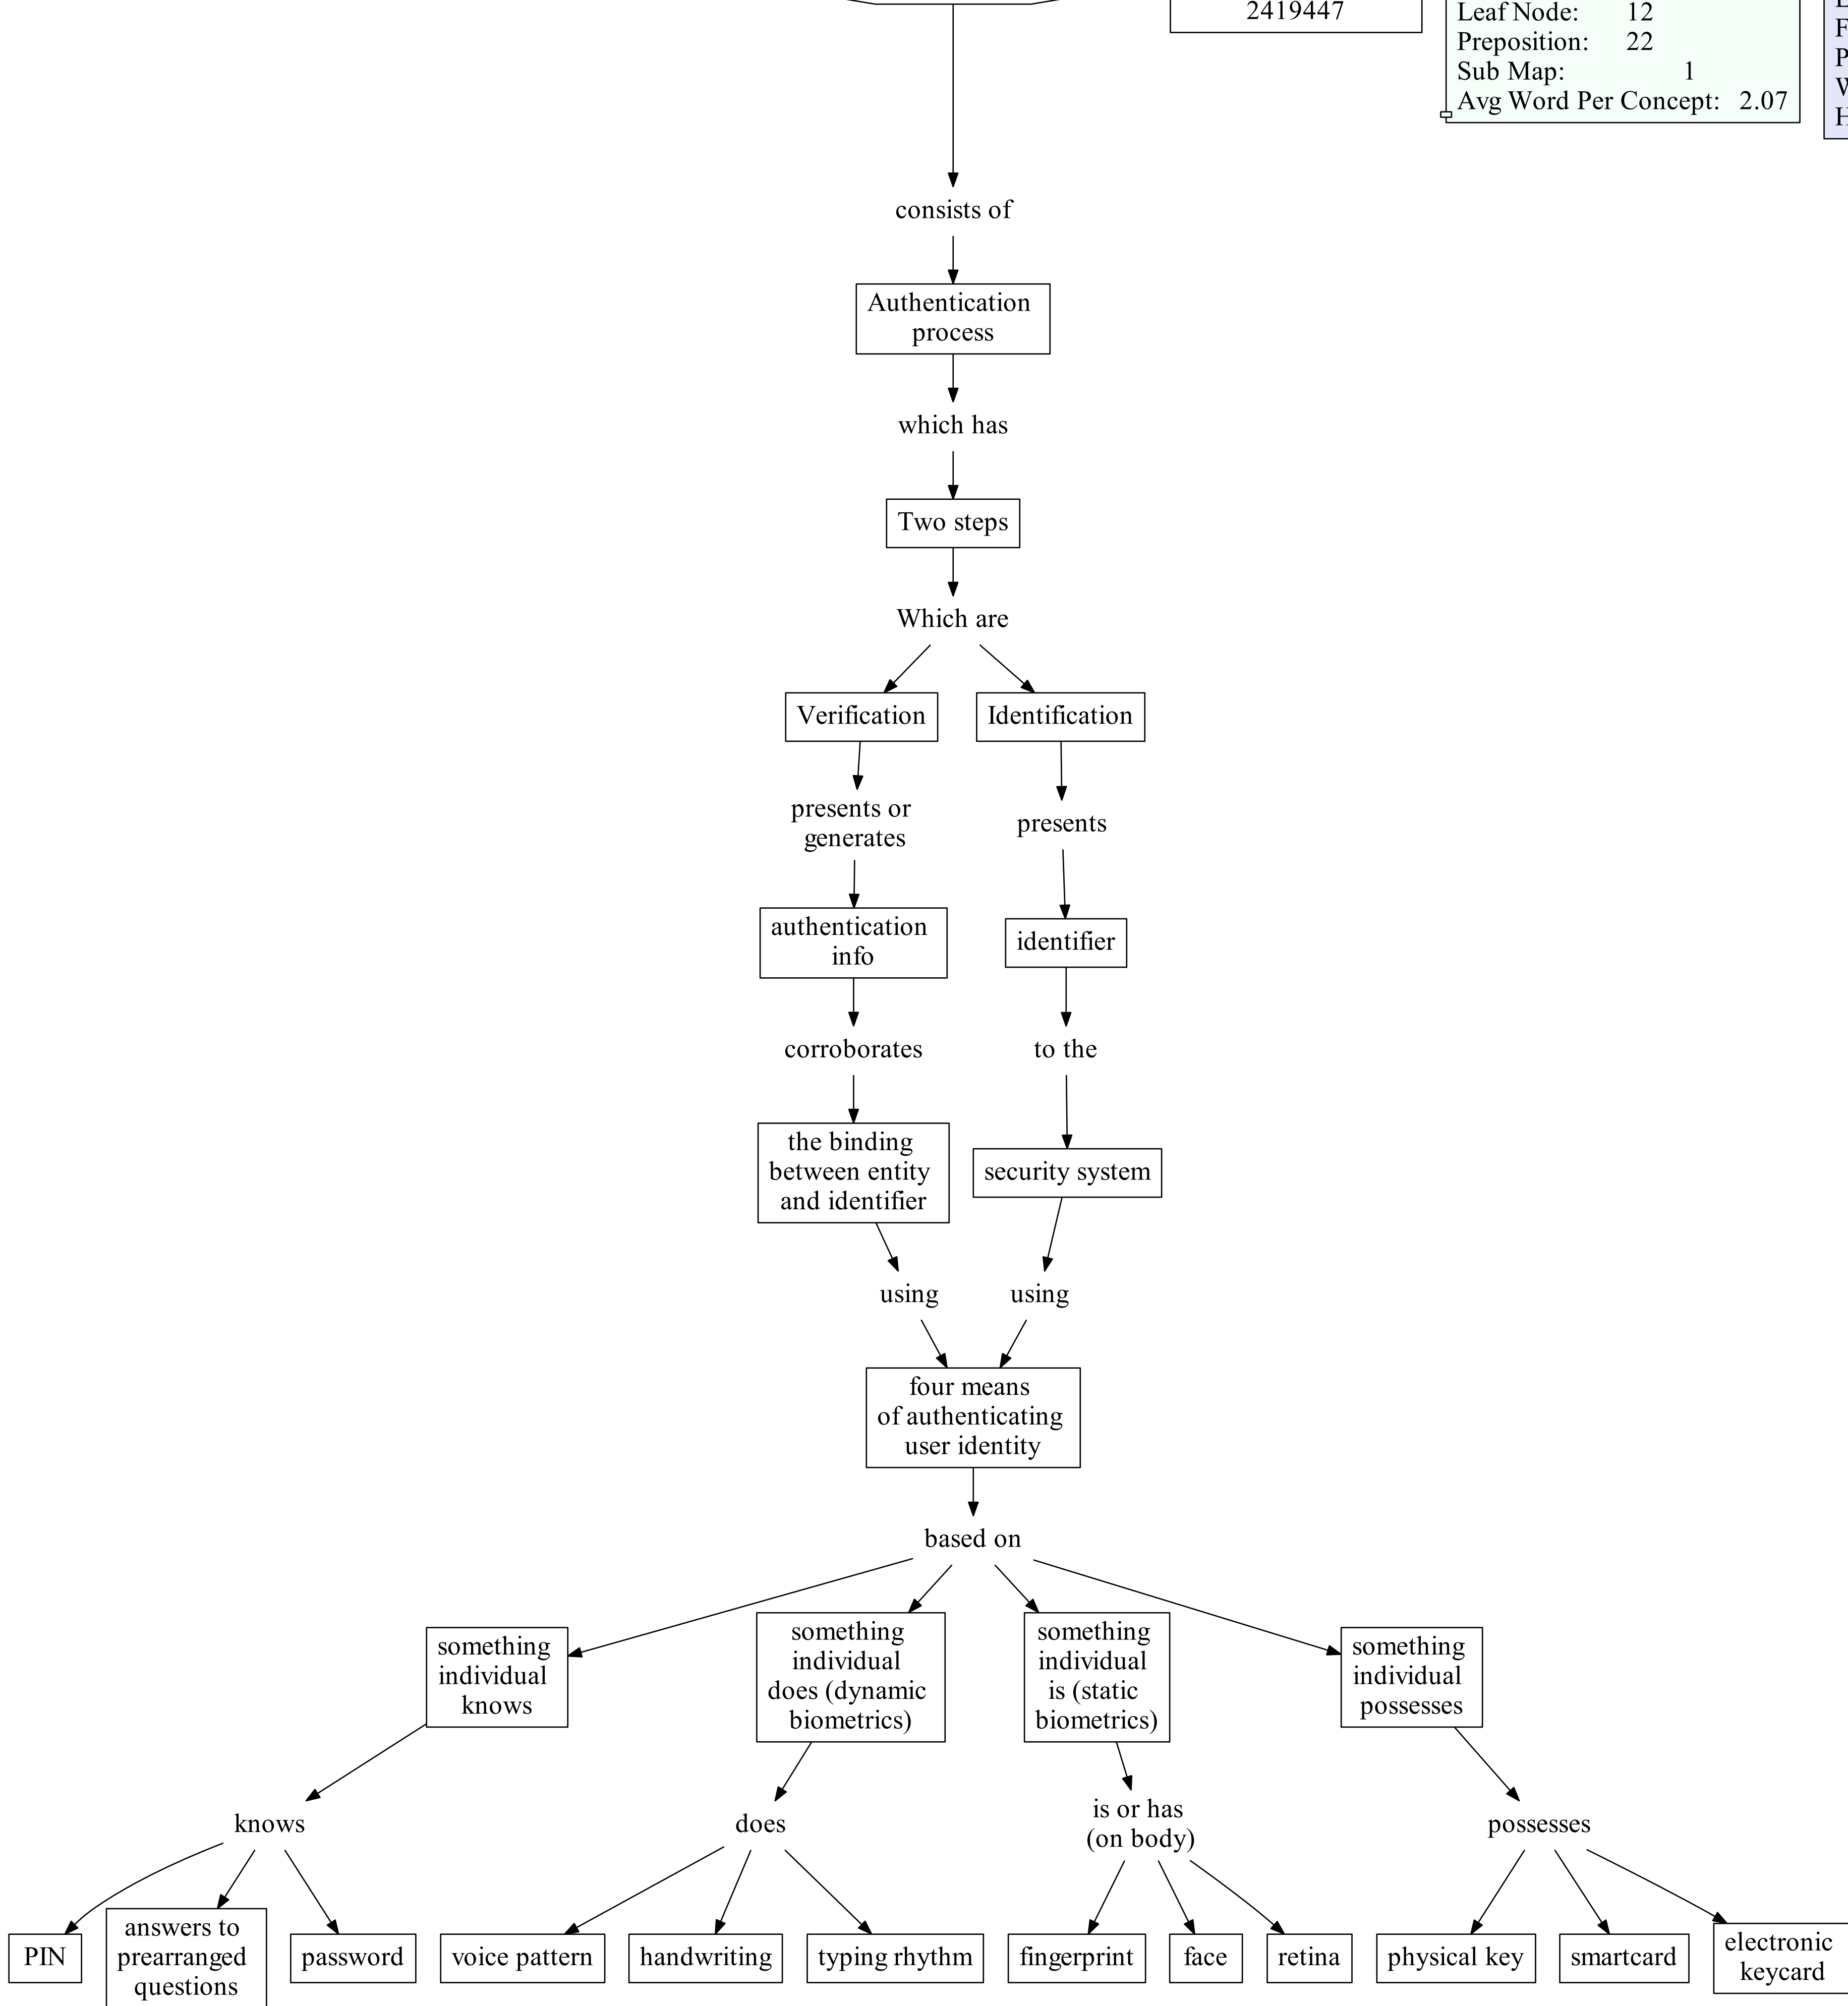 2419447
Leaf Node: 12
Preposition: 22
Sub Map: 1
Avg Word Per Concept: 2.07
consists of
Authentication
process
which has
Two steps
Which are
Verification
Identification
presents or
generates
presents
authentication
info
identifier
corroborates
to the
the binding
between entity
and identifier
security system
using
using
four means
of authenticating
user identity
based on
something
individual
knows
something
individual
does (dynamic
biometrics)
something
individual
is (static
biometrics)
something
individual
possesses
knows
does
is or has
(on body)
possesses
PIN
answers to
prearranged
questions
password
voice pattern
handwriting
typing rhythm
fingerprint
face
retina
physical key
smartcard
electronic
keycard